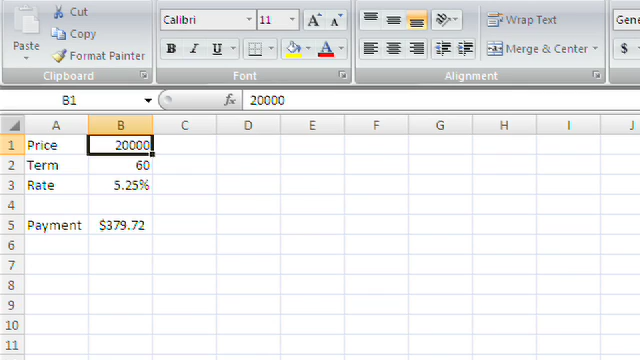 Cut
Copy
Format Painter
Paste
Clipboard
Calibri 11 A A
B I U A
Font
Wrap Text
Merge & Center
Alignment
Gene
$
B1 fx 20000
A B C D E F G H I J
1 Price 20000
2 Term 60
3 Rate 5.25%
4
5 Payment $379.72
6
7
8
9
10
11